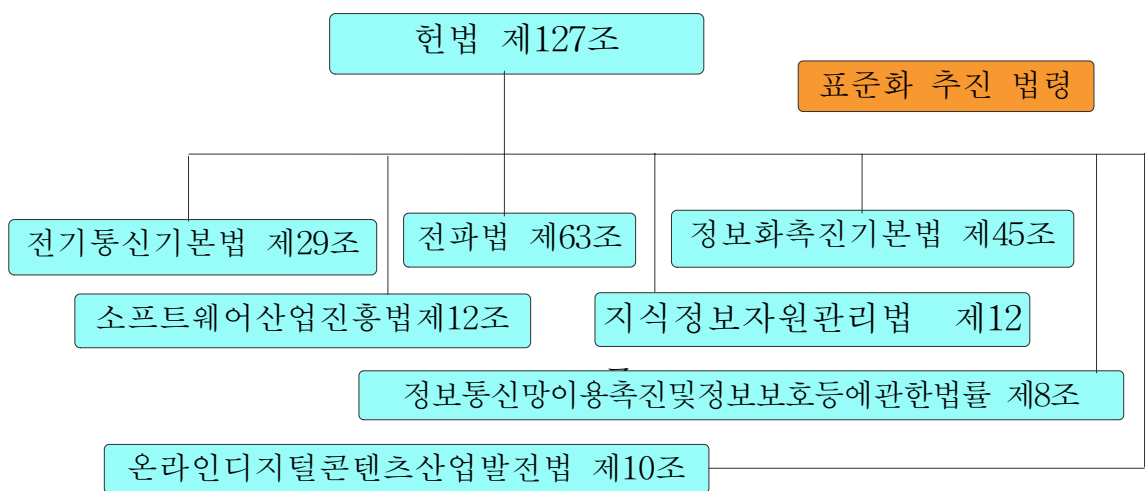 헌법 제127조
표준화 추진 법령
전기통신기본법 제29조
전파법 제63조
정보화촉진기본법 제45조
소프트웨어산업진흥법제12조
지식정보자원관리법 제12
정보통신망이용촉진및정보보호등에관한법률 제8조
온라인디지털콘텐츠산업발전법 제10조